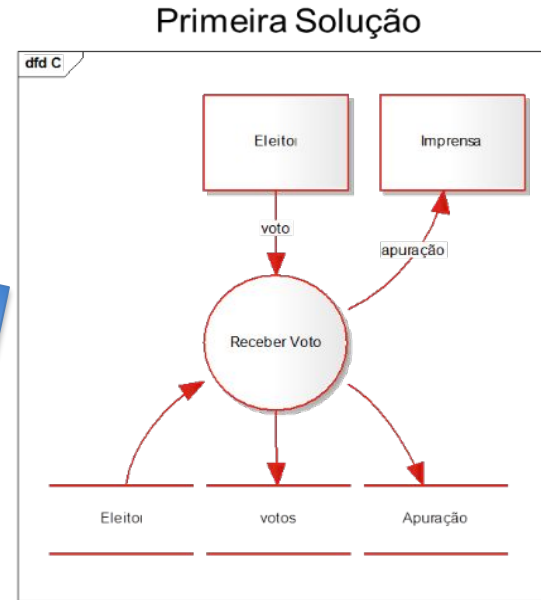 Primeira Solução
dfd C
Eleitor
Imprensa
voto
apuração
Receber Voto
Eleitor
votos
Apuração